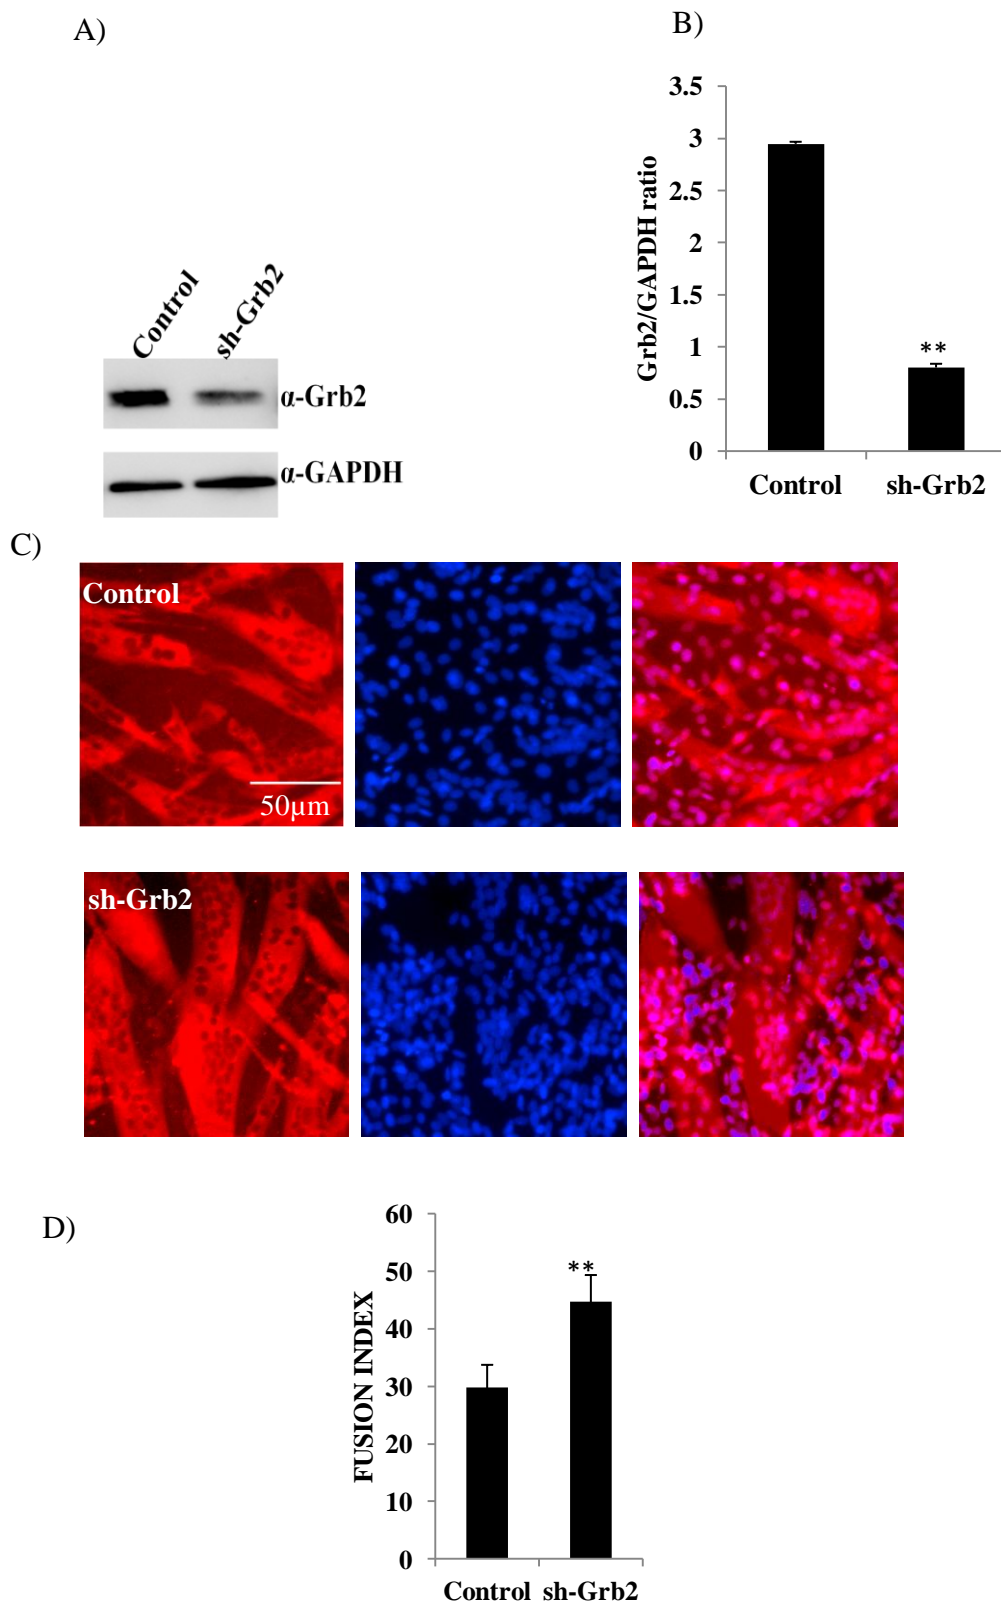 A)
B)
Control
sh-Grb2
α-Grb2
α-GAPDH
Grb2/GAPDH ratio
3.5
3
2.5
2
1.5
1
0.5
0
**
Control
sh-Grb2
C)
Control
50µm
sh-Grb2
D)
FUSION INDEX
60
50
40
30
20
10
0
**
Control sh-Grb2